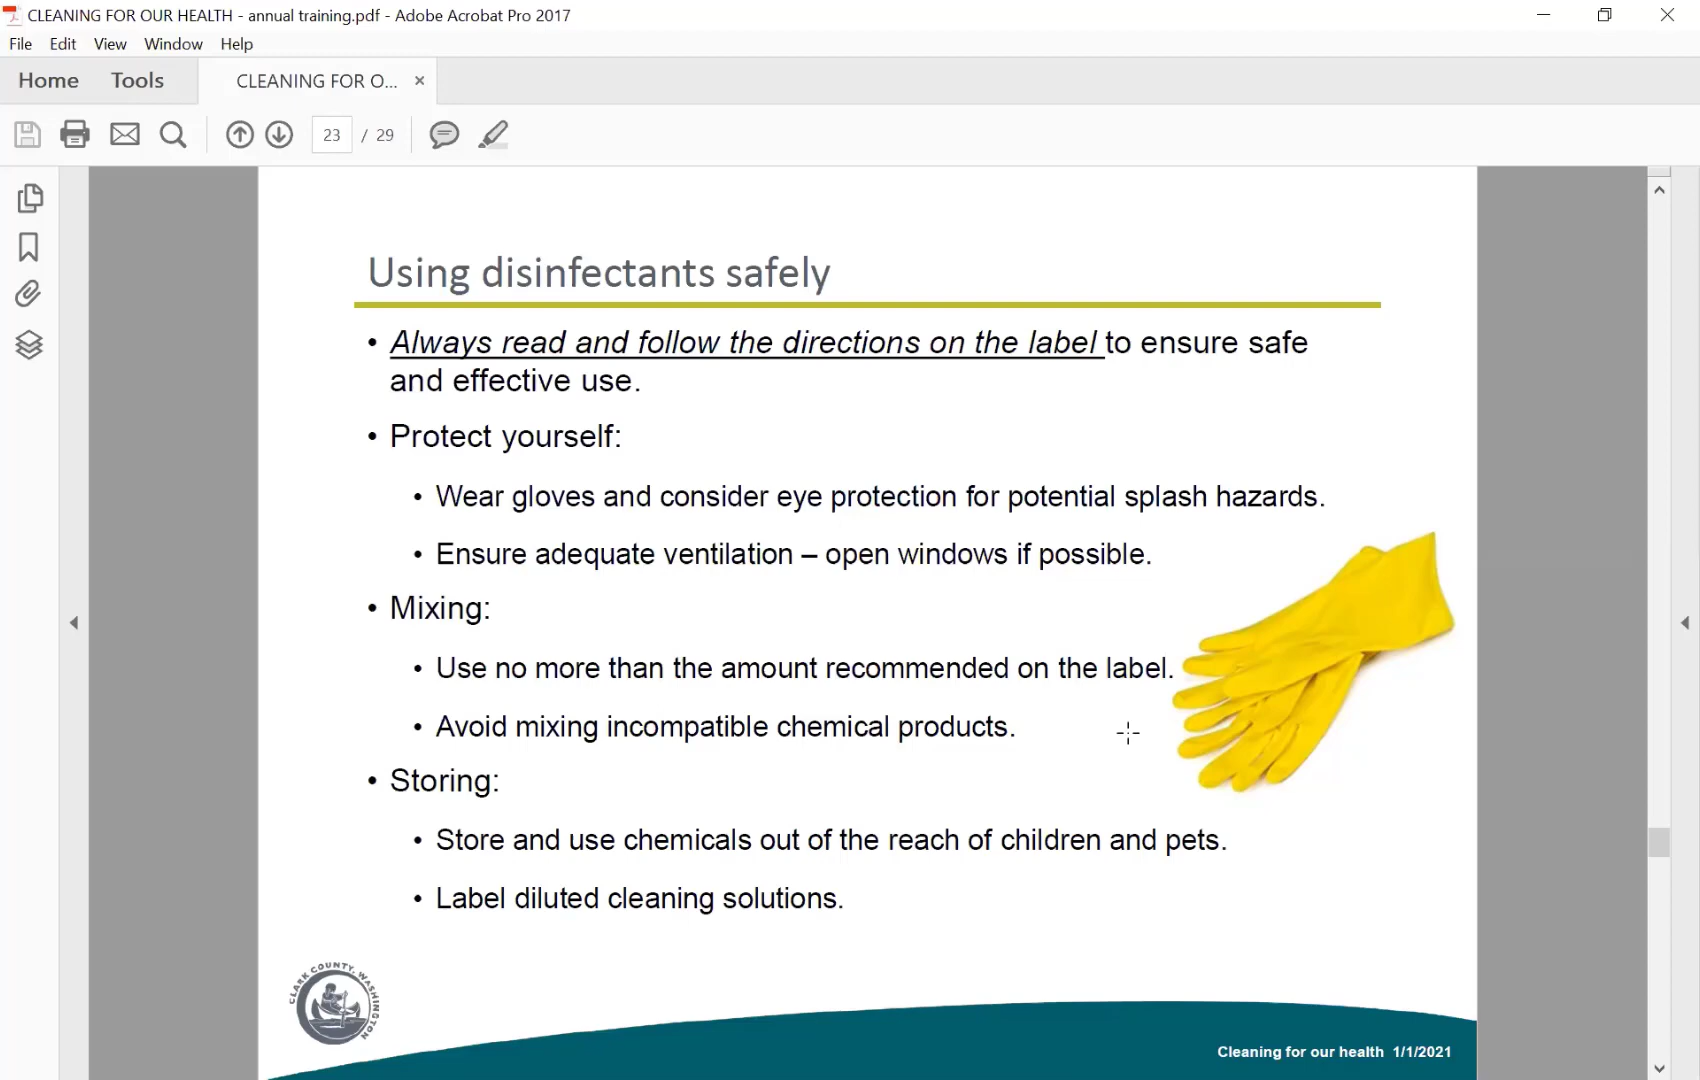 CLEANING FOR OUR HEALTH - annual training.pdf - Adobe Acrobat Pro 2017
File Edit View Window Help
Home Tools CLEANING FOR O... ×
23 / 29
Using disinfectants safely
• Always read and follow the directions on the label to ensure safe
and effective use.
• Protect yourself:
• Wear gloves and consider eye protection for potential splash hazards.
• Ensure adequate ventilation – open windows if possible.
• Mixing:
• Use no more than the amount recommended on the label.
• Avoid mixing incompatible chemical products.
• Storing:
• Store and use chemicals out of the reach of children and pets.
• Label diluted cleaning solutions.
CLARK COUNTY, WASHINGTON
Cleaning for our health 1/1/2021